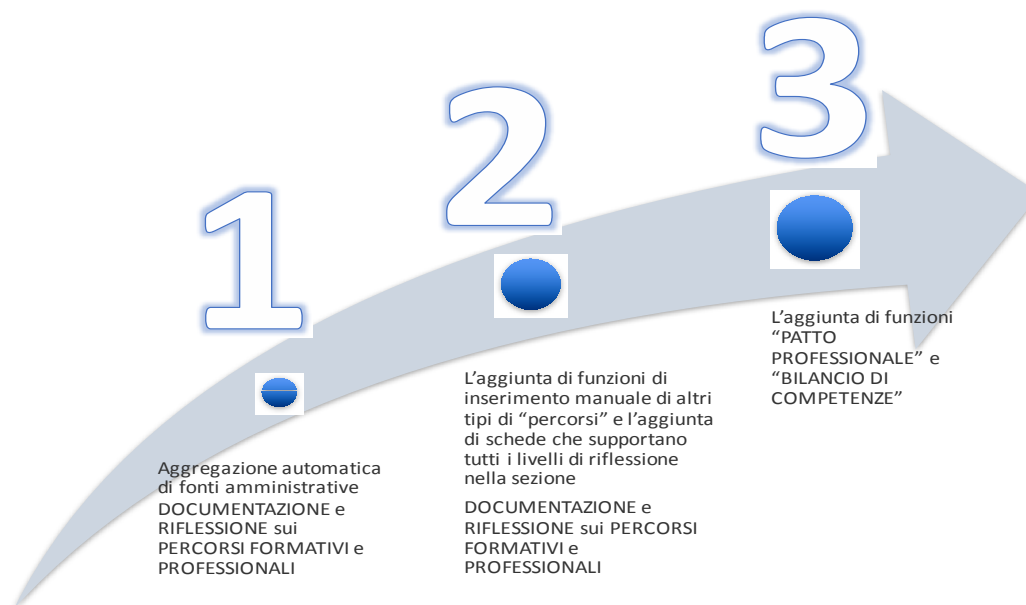 1
Aggregazione automatica
di fonti amministrative
DOCUMENTAZIONE e
RIFLESSIONE sui
PERCORSI FORMATIVI e
PROFESSIONALI
2
L’aggiunta di funzioni di
inserimento manuale di altri
tipi di “percorsi” e l’aggiunta
di schede che supportano
tutti i livelli di riflessione
nella sezione
DOCUMENTAZIONE e
RIFLESSIONE sui PERCORSI
FORMATIVI e
PROFESSIONALI
3
L’aggiunta di funzioni
“PATTO
PROFESSIONALE” e
“BILANCIO DI
COMPETENZE”